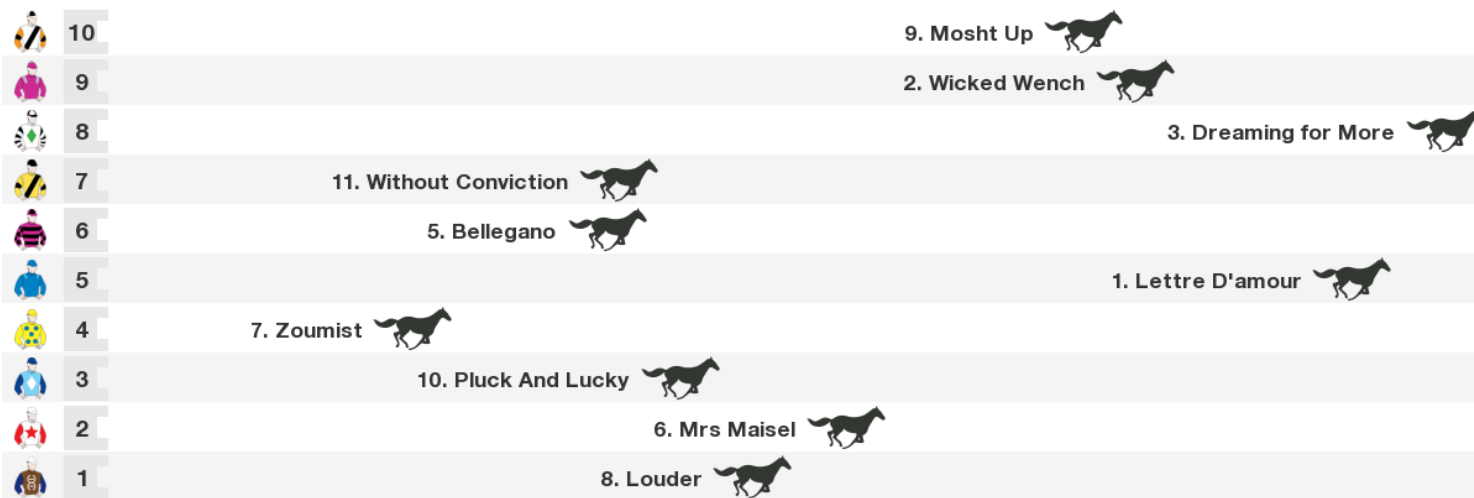 10 9. Mosht Up
9 2. Wicked Wench
8 3. Dreaming for More
7 11. Without Conviction
6 5. Bellegano
5 1. Lettre D'amour
4 7. Zoumist
3 10. Pluck And Lucky
2 6. Mrs Maisel
1 8. Louder